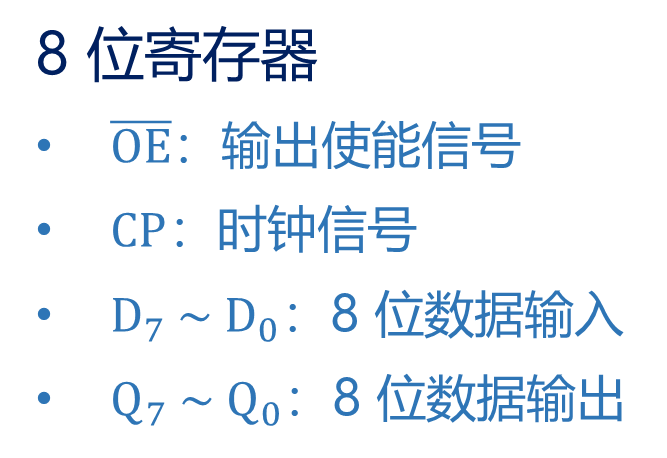 8 位寄存器
• O̅E̅：输出使能信号
• CP：时钟信号
• D₇ ~ D₀：8 位数据输入
• Q₇ ~ Q₀：8 位数据输出